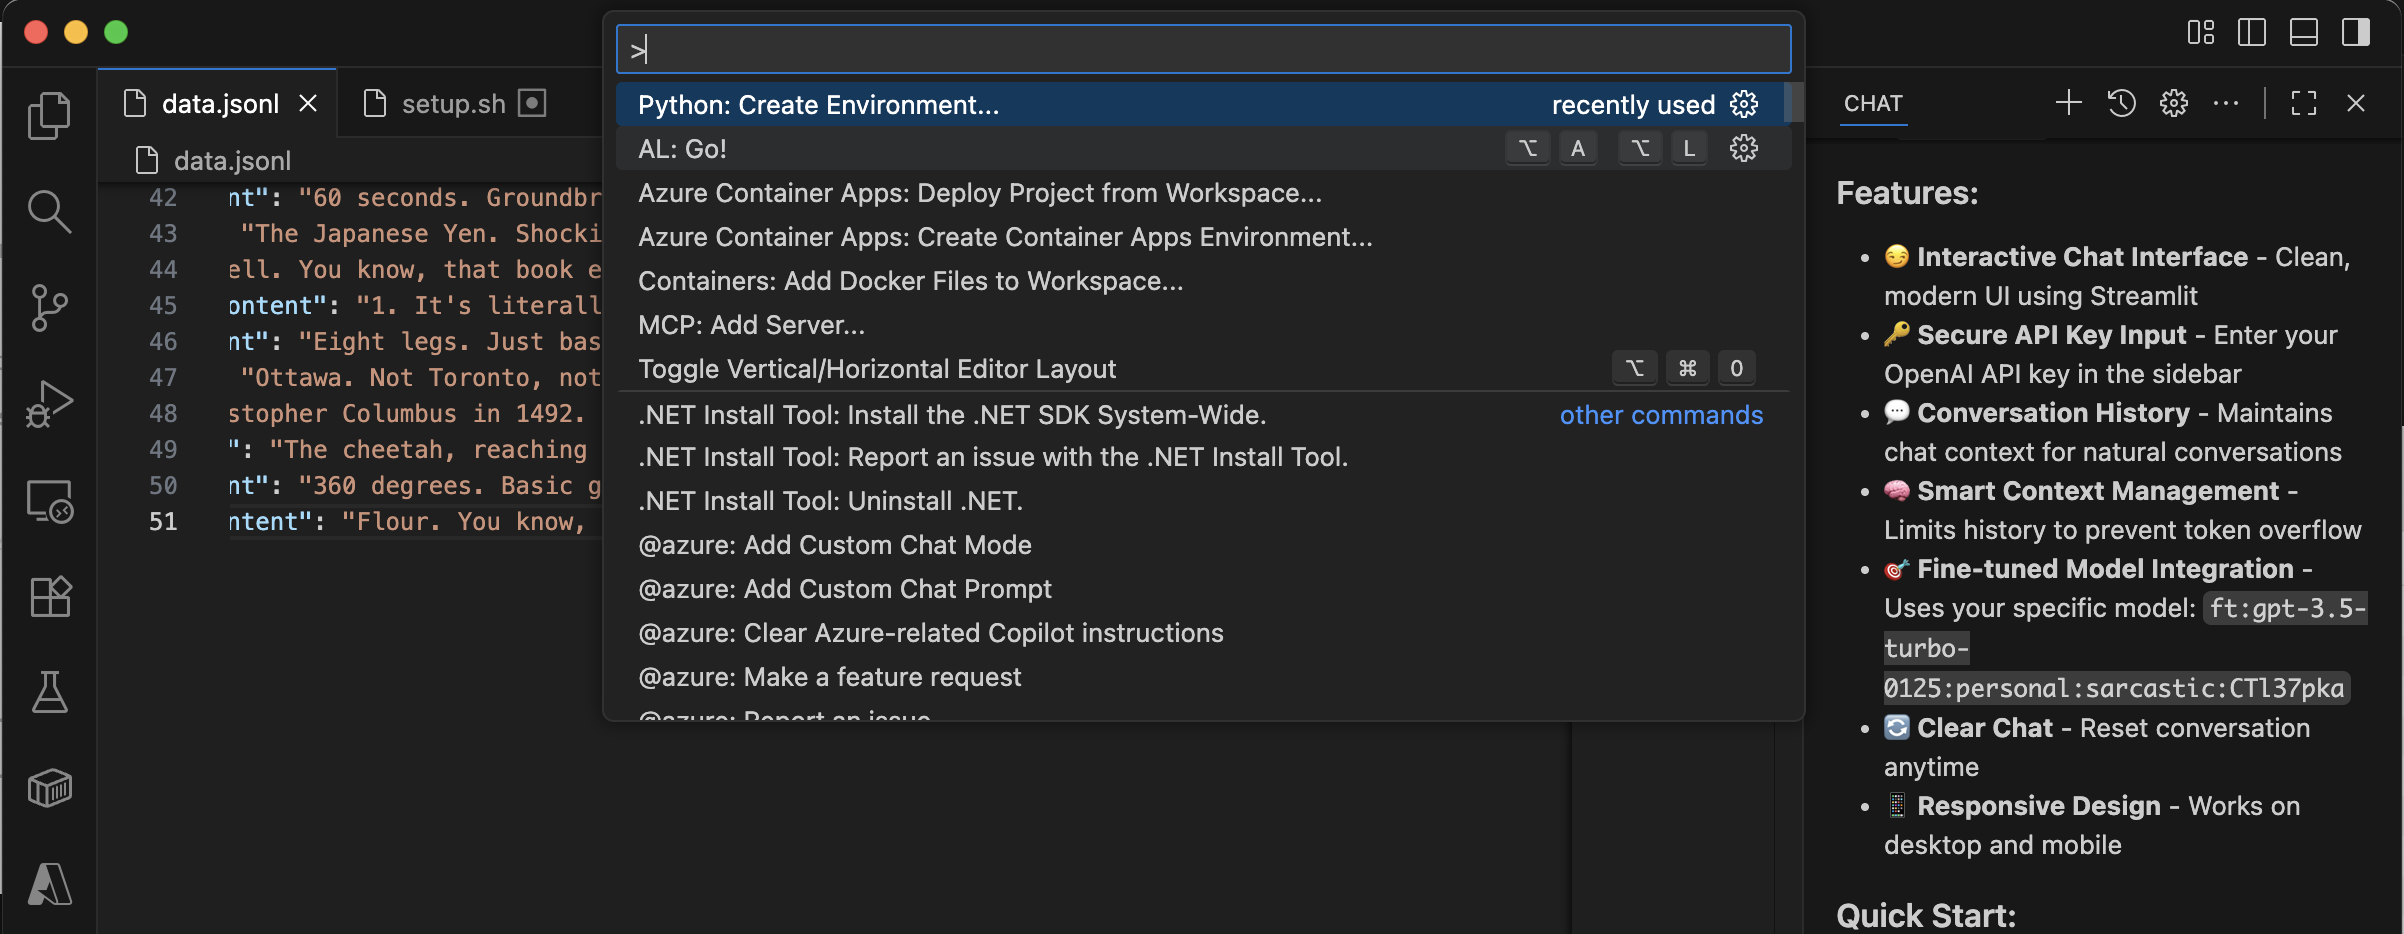 >
Python: Create Environment... recently used
AL: Go! ⌥ A ⌥ L
Azure Container Apps: Deploy Project from Workspace...
Azure Container Apps: Create Container Apps Environment...
Containers: Add Docker Files to Workspace...
MCP: Add Server...
Toggle Vertical/Horizontal Editor Layout ⌥ ⌘ 0
.NET Install Tool: Install the .NET SDK System-Wide. other commands
.NET Install Tool: Report an issue with the .NET Install Tool.
.NET Install Tool: Uninstall .NET.
@azure: Add Custom Chat Mode
@azure: Add Custom Chat Prompt
@azure: Clear Azure-related Copilot instructions
@azure: Make a feature request
@azure: Report an issue
data.jsonl setup.sh
data.jsonl
42 nt": "60 seconds. Groundbr
43 "The Japanese Yen. Shocki
44 ell. You know, that book e
45 ontent": "1. It's literall
46 nt": "Eight legs. Just bas
47 "Ottawa. Not Toronto, not
48 stopher Columbus in 1492.
49 ": "The cheetah, reaching
50 nt": "360 degrees. Basic g
51 ntent": "Flour. You know,
CHAT
Features:
• 😏 Interactive Chat Interface - Clean,
modern UI using Streamlit
• 🔑 Secure API Key Input - Enter your
OpenAI API key in the sidebar
• 💬 Conversation History - Maintains
chat context for natural conversations
• 🧠 Smart Context Management -
Limits history to prevent token overflow
• 🎯 Fine-tuned Model Integration -
Uses your specific model: ft:gpt-3.5-
turbo-
0125:personal:sarcastic:CTl37pka
• 🔄 Clear Chat - Reset conversation
anytime
• 📱 Responsive Design - Works on
desktop and mobile
Quick Start: